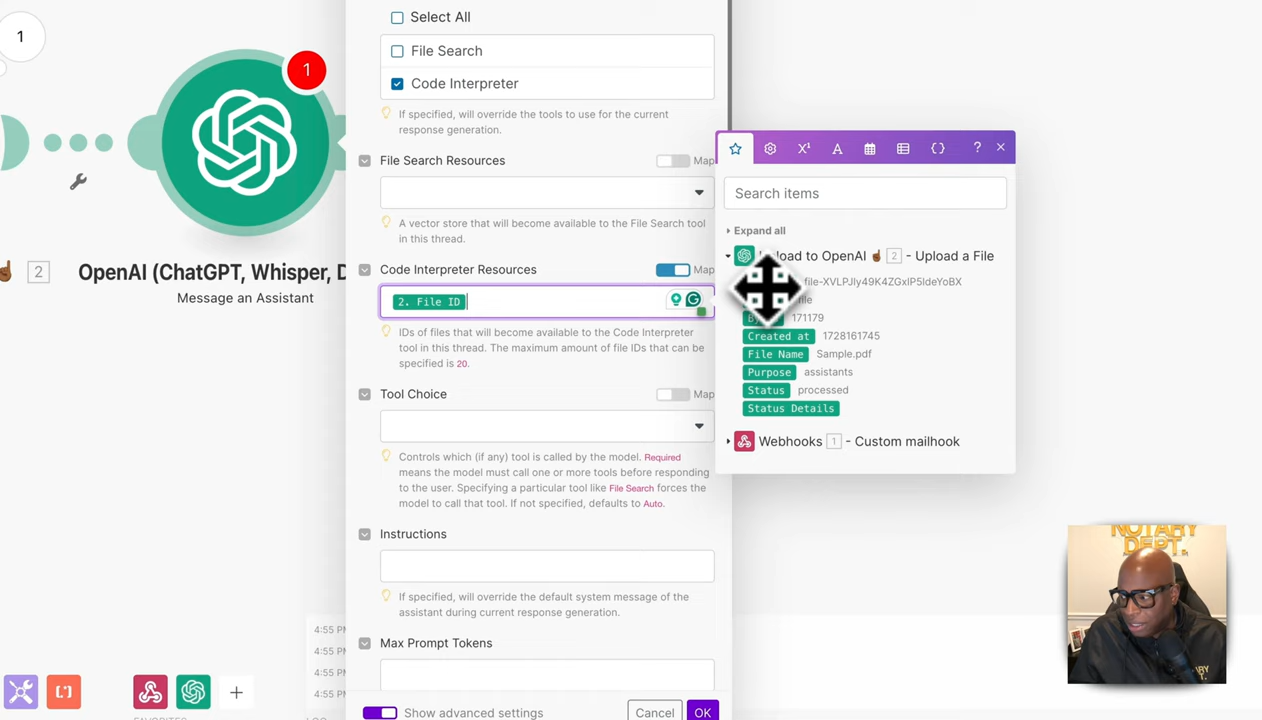 1
1
2
OpenAI (ChatGPT, Whisper, D
Message an Assistant
Select All
File Search
Code Interpreter
If specified, will override the tools to use for the current
response generation.
File Search Resources
Map
A vector store that will become available to the File Search tool
in this thread.
Code Interpreter Resources
Map
2. File ID
IDs of files that will become available to the Code Interpreter
tool in this thread. The maximum amount of file IDs that can be
specified is 20.
Tool Choice
Map
Controls which (if any) tool is called by the model. Required
means the model must call one or more tools before responding
to the user. Specifying a particular tool like File Search forces the
model to call that tool. If not specified, defaults to Auto.
Instructions
If specified, will override the default system message of the
assistant during current response generation.
Max Prompt Tokens
Show advanced settings
Cancel
OK
X¹
A
{}
?
Search items
Expand all
to OpenAI 2 - Upload a File
file-XVLPJly49K4ZGxIP5IdeYoBX
171179
Created at 1728161745
File Name Sample.pdf
Purpose assistants
Status processed
Status Details
Webhooks 1 - Custom mailhook
4:55 PM
4:55 PM
4:55 PM
4:55 PM
NOTARY
DEPT.